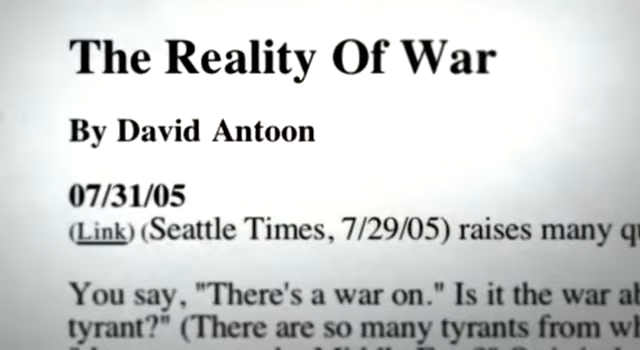 The Reality Of War
By David Antoon
07/31/05
(Link) (Seattle Times, 7/29/05) raises many
You say, "There's a war on." Is it the war
tyrant?" (There are so many tyrants from